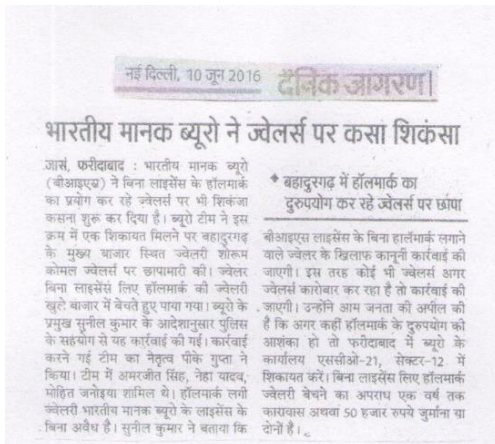 नई दिल्ली, 10 जून 2016 दैनिक जागरण।
भारतीय मानक ब्यूरो ने ज्वेलर्स पर कसा शिकंसा
जासं, फरीदाबाद : भारतीय मानक ब्यूरो
(बीआइएस) ने बिना लाइसेंस के हॉलमार्क
का प्रयोग कर रहे ज्वेलर्स पर भी शिकंजा
कसना शुरू कर दिया है। ब्यूरो टीम ने इस
क्रम में एक शिकायत मिलने पर बहादुरगढ़
के मुख्य बाजार स्थित ज्वेलरी शोरूम
कोमल ज्वेलर्स पर छापामारी की। ज्वेलर
बिना लाइसेंस लिए हॉलमार्क की ज्वेलरी
खुले बाजार में बेचते हुए पाया गया। ब्यूरो के
प्रमुख सुनील कुमार के आदेशानुसार पुलिस
के सहयोग से यह कार्रवाई की गई। कार्रवाई
करने गई टीम का नेतृत्व पीके गुप्ता ने
किया। टीम में अमरजीत सिंह, नेहा यादव,
मोहित जनोइया शामिल थे। हॉलमार्क लगी
ज्वेलरी भारतीय मानक ब्यूरो के लाइसेंस के
बिना अवैध है। सुनील कुमार ने बताया कि
◆ बहादुरगढ़ में हॉलमार्क का
दुरुपयोग कर रहे ज्वेलर्स पर छापा
बीआइएस लाइसेंस के बिना हालॅमार्क लगाने
वाले ज्वेलर के खिलाफ कानूनी कार्रवाई की
जाएगी। इस तरह कोई भी ज्वेलर्स अगर
ज्वेलर्स कारोबार कर रहा है तो कार्रवाई की
जाएगी। उन्होंने आम जनता की अपील की
है कि अगर कहीं हॉलमार्क के दुरुपयोग की
आशंका हो तो फरीदाबाद में ब्यूरो के
कार्यालय एससीओ-21, सेक्टर-12 में
शिकायत करें। बिना लाइसेंस लिए हॉलमार्क
ज्वेलरी बेचने का अपराध एक वर्ष तक
कारावास अथवा 50 हजार रुपये जुर्माना या
दोनों है।